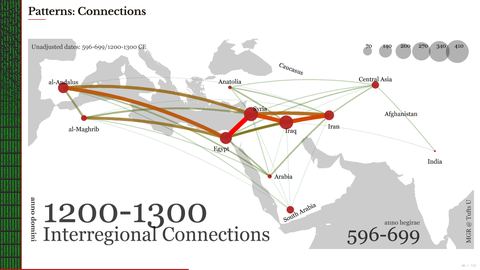 Patterns: Connections
Unadjusted dates: 596-699/1200-1300 CE
20 440 200 270 340 410
Caucasus
al-Andalus
Anatolia
Central Asia
Syria
Afghanistan
al-Maghrib
Iraq
Iran
Egypt
India
Arabia
South Arabia
anno domini
1200-1300
Interregional Connections
anno hegirae
596-699
MGR @ Tufts U